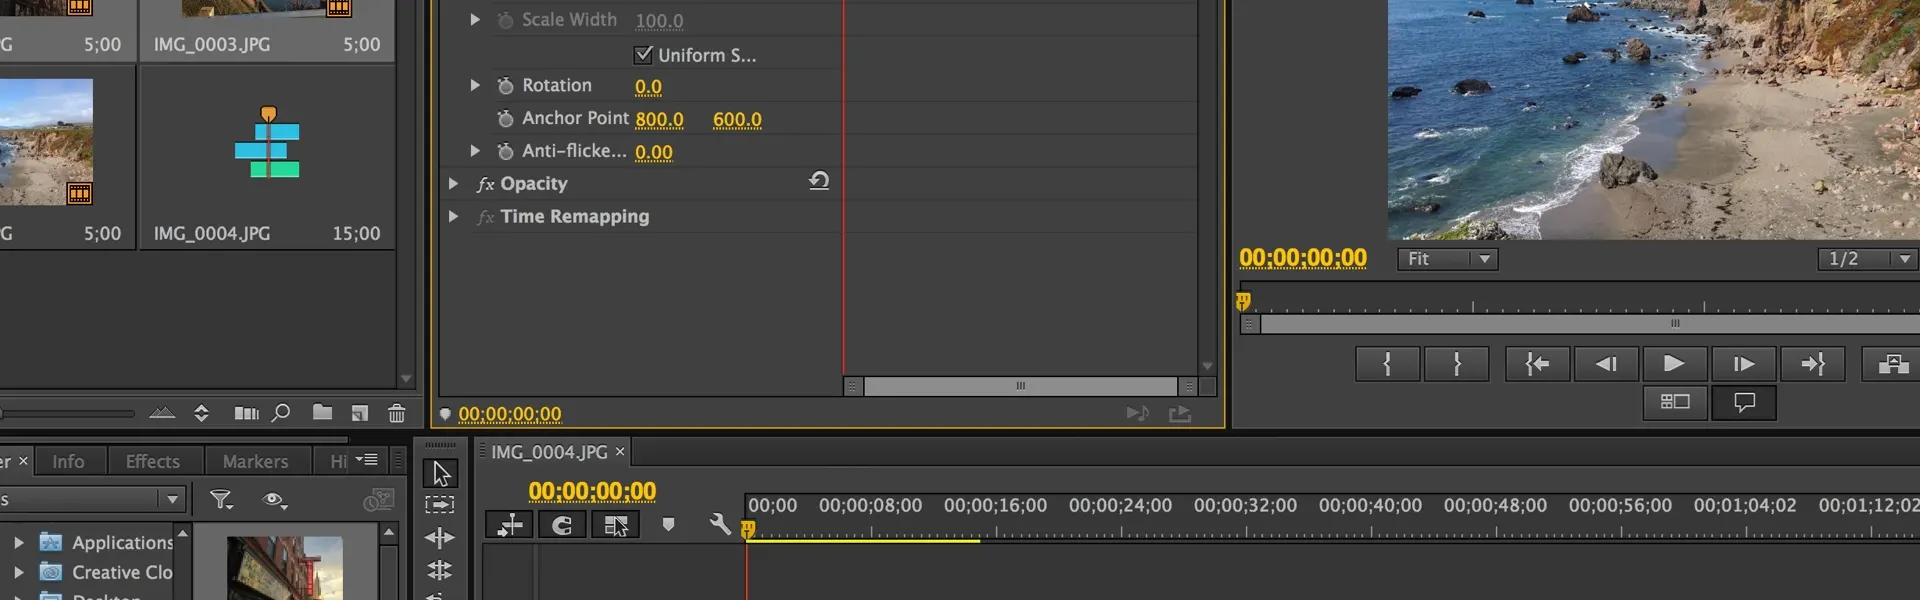 Scale Width 100.0
G 5;00 IMG_0003.JPG 5;00
Uniform S...
Rotation 0.0
Anchor Point 800.0 600.0
Anti-flicke... 0.00
fx Opacity
fx Time Remapping
G 5;00 IMG_0004.JPG 15;00
00;00;00;00 Fit 1/2
00;00;00;00
er × Info Effects Markers Hi
IMG_0004.JPG ×
00;00;00;00
s
00;00 00;00;08;00 00;00;16;00 00;00;24;00 00;00;32;00 00;00;40;00 00;00;48;00 00;00;56;00 00;01;04;02 00;01;12;02
Applications
Creative Clo
Desktop